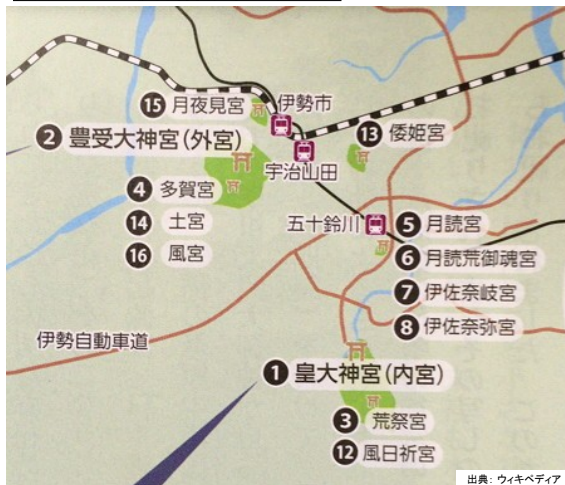 ⑮ 月夜見宮
伊勢市
② 豊受大神宮(外宮)
⑬ 倭姫宮
宇治山田
④ 多賀宮
⑭ 土宮
⑯ 風宮
五十鈴川
⑤ 月読宮
⑥ 月読荒御魂宮
⑦ 伊佐奈岐宮
⑧ 伊佐奈弥宮
伊勢自動車道
① 皇大神宮(内宮)
③ 荒祭宮
⑫ 風日祈宮
出典: ウィキペディア